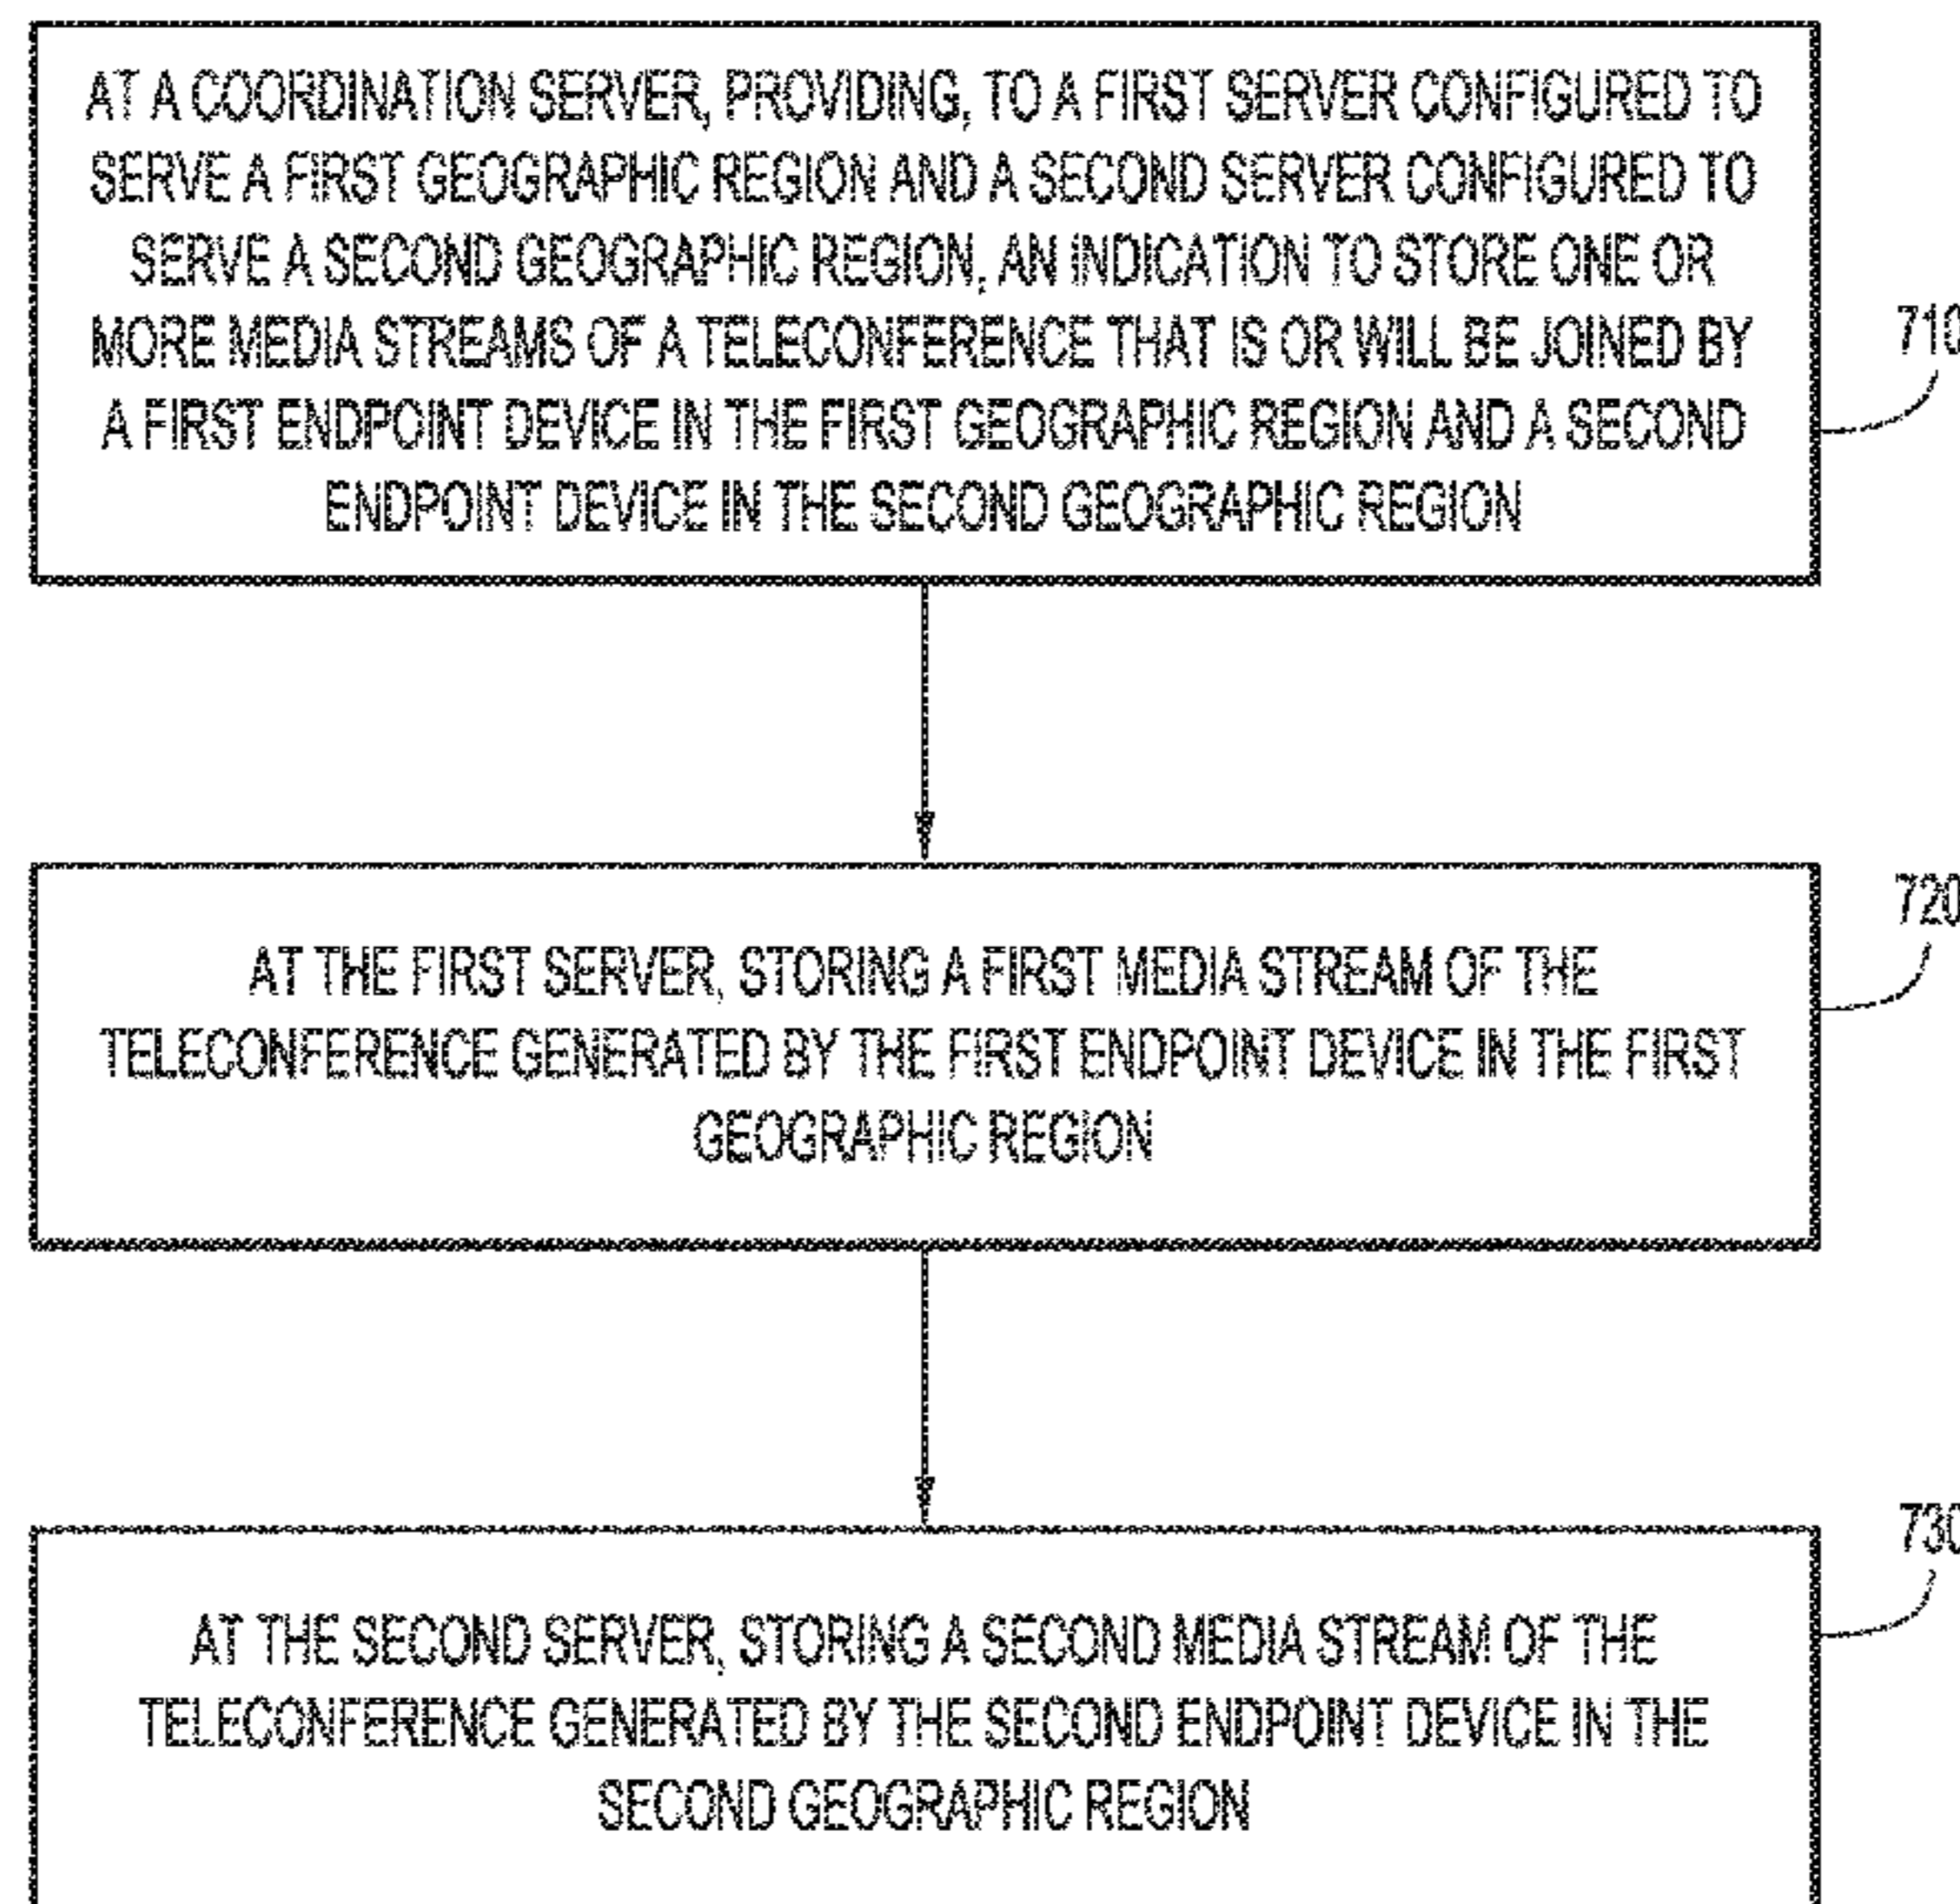 AT A COORDINATION SERVER, PROVIDING, TO A FIRST SERVER CONFIGURED TO
SERVE A FIRST GEOGRAPHIC REGION AND A SECOND SERVER CONFIGURED TO
SERVE A SECOND GEOGRAPHIC REGION, AN INDICATION TO STORE ONE OR
MORE MEDIA STREAMS OF A TELECONFERENCE THAT IS OR WILL BE JOINED BY
A FIRST ENDPOINT DEVICE IN THE FIRST GEOGRAPHIC REGION AND A SECOND
ENDPOINT DEVICE IN THE SECOND GEOGRAPHIC REGION
710
AT THE FIRST SERVER, STORING A FIRST MEDIA STREAM OF THE
TELECONFERENCE GENERATED BY THE FIRST ENDPOINT DEVICE IN THE FIRST
GEOGRAPHIC REGION
720
AT THE SECOND SERVER, STORING A SECOND MEDIA STREAM OF THE
TELECONFERENCE GENERATED BY THE SECOND ENDPOINT DEVICE IN THE
SECOND GEOGRAPHIC REGION
730